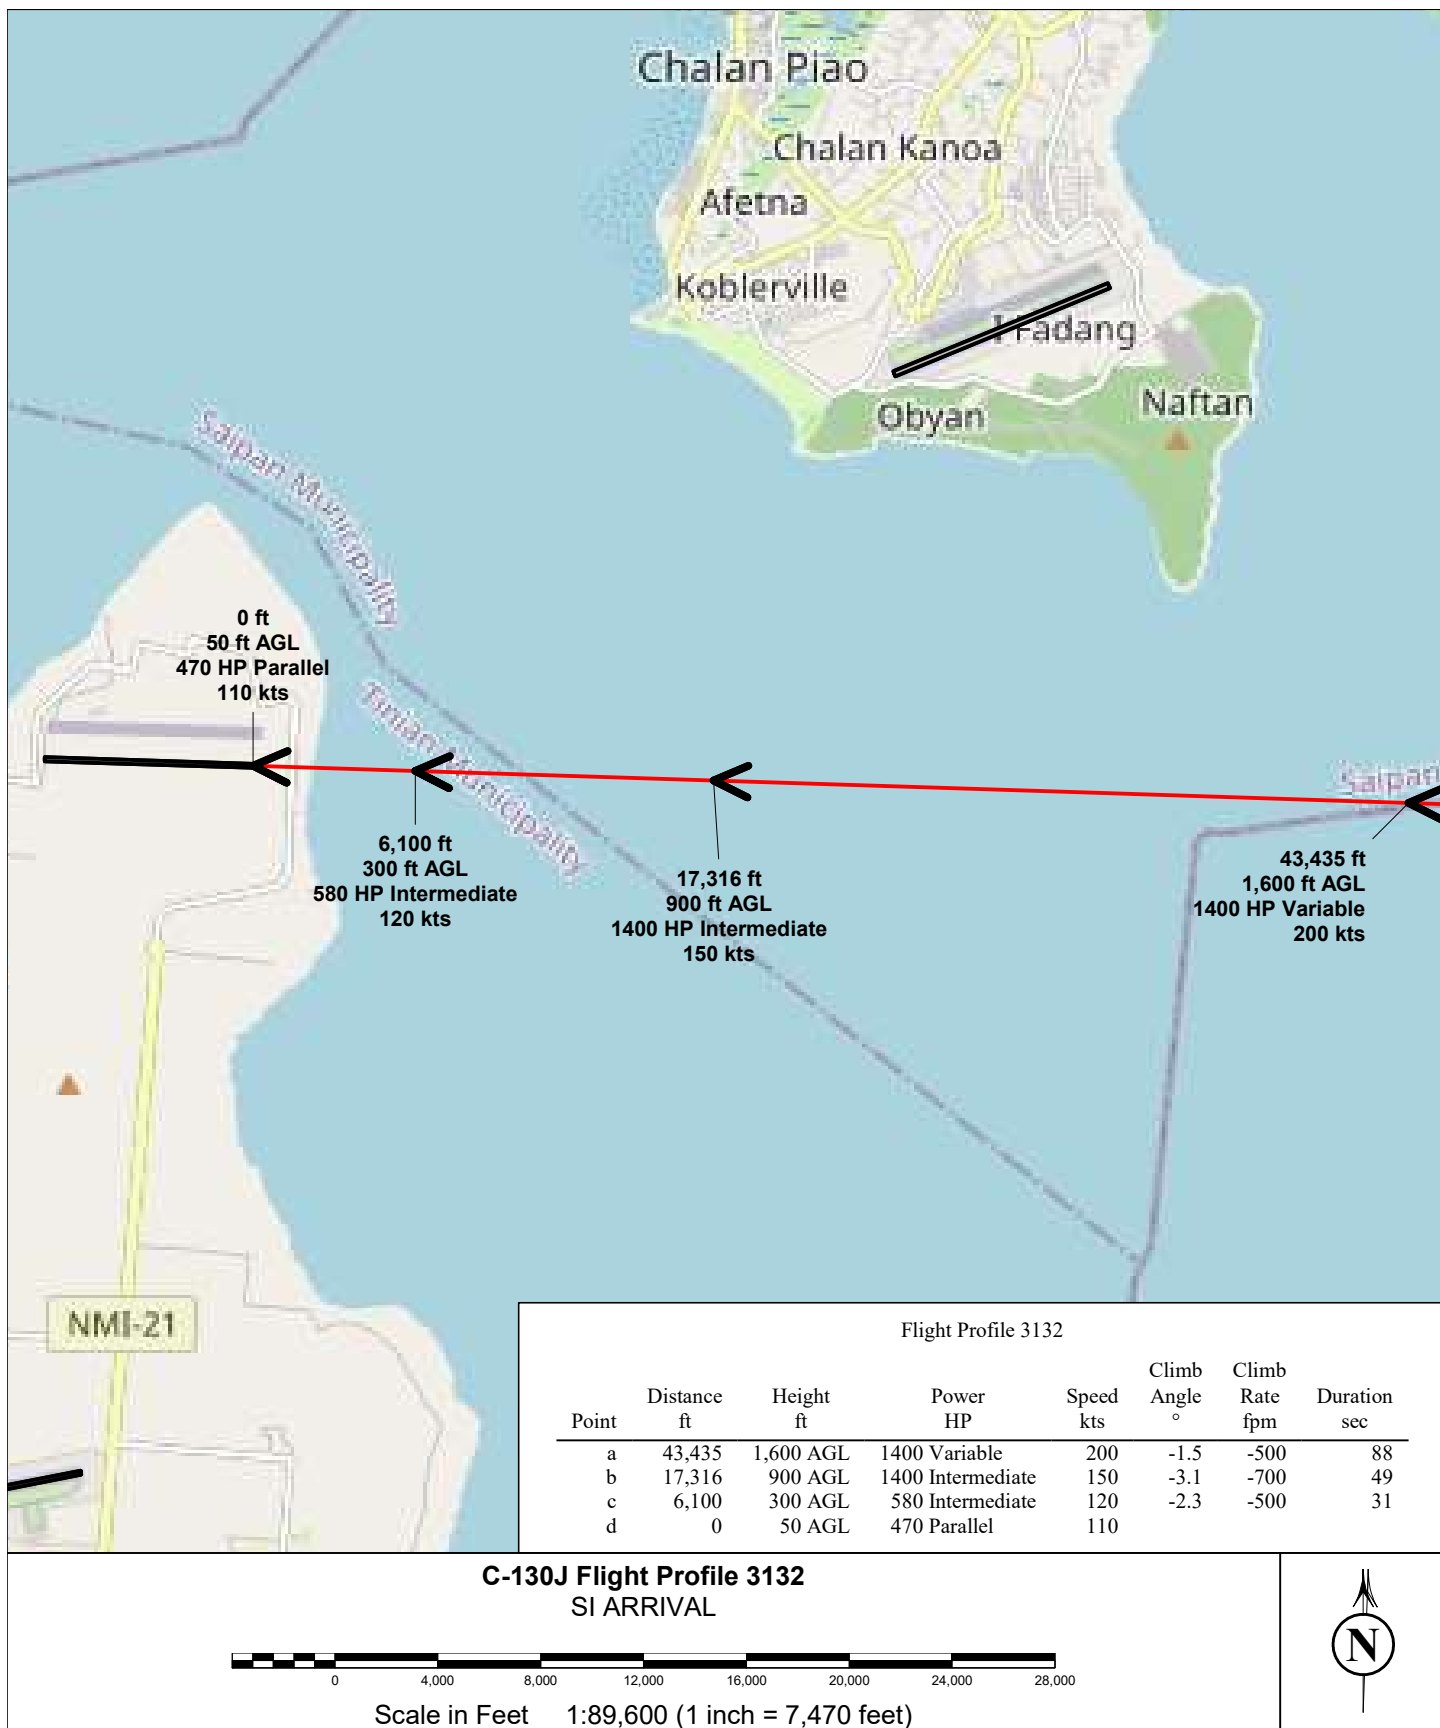 Chalan Piao
Chalan Kanoa
Afetna
Koblerville
I Fadang
Naftan
Obyan
Saipan Municipality
0 ft
50 ft AGL
470 HP Parallel
110 kts
Tinian Municipality
Saipan
6,100 ft
300 ft AGL
580 HP Intermediate
120 kts
17,316 ft
900 ft AGL
1400 HP Intermediate
150 kts
43,435 ft
1,600 ft AGL
1400 HP Variable
200 kts
NMI-21
Flight Profile 3132
Climb Climb
Distance Height Power Speed Angle Rate Duration
Point ft ft HP kts ° fpm sec
a 43,435 1,600 AGL 1400 Variable 200 -1.5 -500 88
b 17,316 900 AGL 1400 Intermediate 150 -3.1 -700 49
c 6,100 300 AGL 580 Intermediate 120 -2.3 -500 31
d 0 50 AGL 470 Parallel 110
C-130J Flight Profile 3132
SI ARRIVAL
0 4,000 8,000 12,000 16,000 20,000 24,000 28,000
Scale in Feet 1:89,600 (1 inch = 7,470 feet)
N